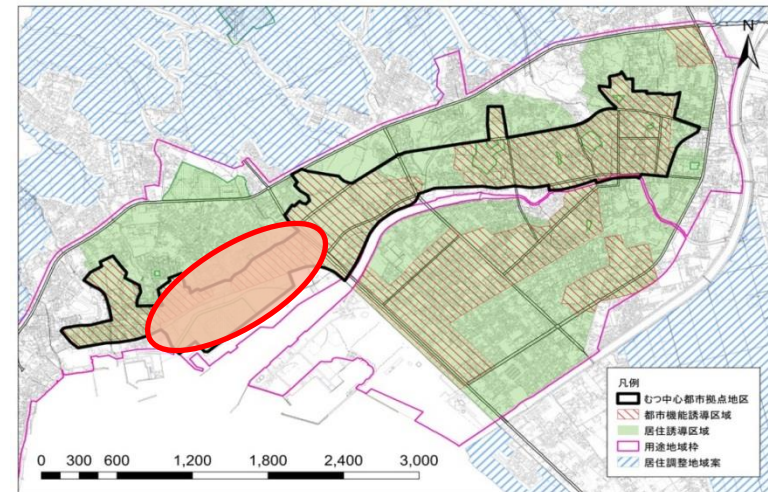 N
凡例
むつ中心都市拠点地区
都市機能誘導区域
居住誘導区域
用途地域枠
居住調整地域案
0 300 600 1,200 1,800 2,400 3,000